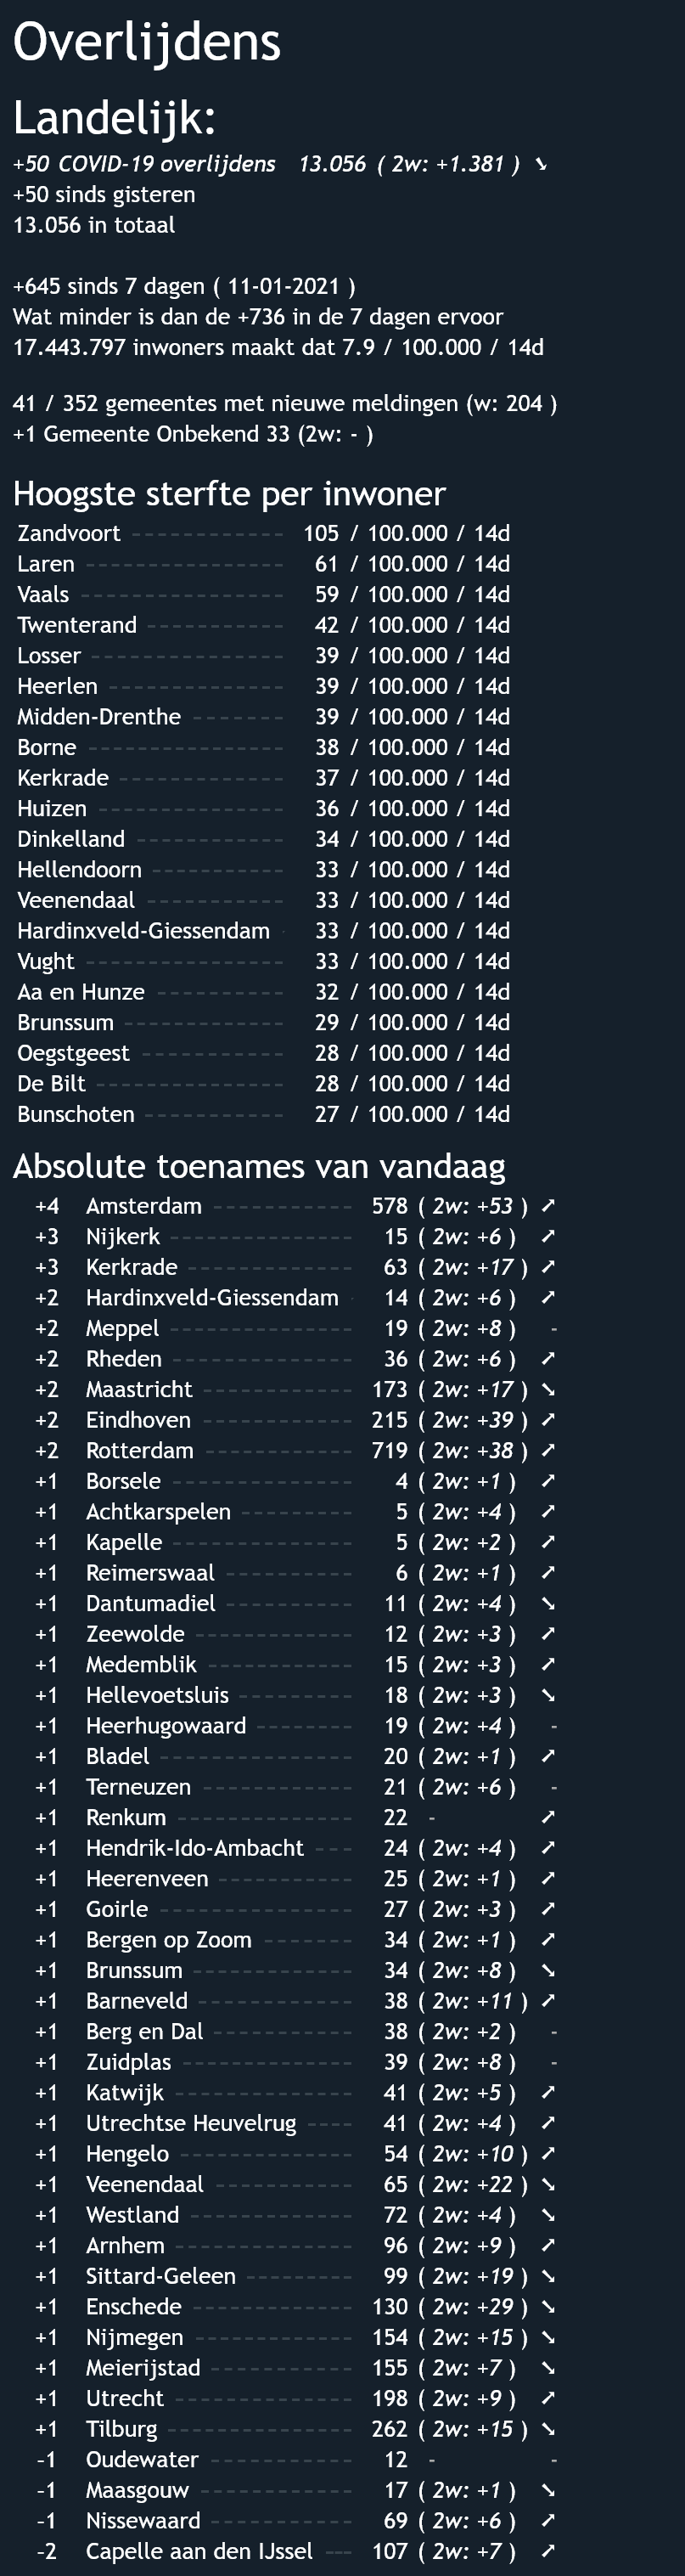 Overlijdens
Landelijk:
+50 COVID-19 overlijdens 13.056 ( 2w: +1.381 ) ➘
+50 sinds gisteren
13.056 in totaal
+645 sinds 7 dagen ( 11-01-2021 )
Wat minder is dan de +736 in de 7 dagen ervoor
17.443.797 inwoners maakt dat 7.9 / 100.000 / 14d
41 / 352 gemeentes met nieuwe meldingen (w: 204 )
+1 Gemeente Onbekend 33 (2w: - )
Hoogste sterfte per inwoner
Zandvoort ------------ 105 / 100.000 / 14d
Laren ---------------- 61 / 100.000 / 14d
Vaals ---------------- 59 / 100.000 / 14d
Twenterand ----------- 42 / 100.000 / 14d
Losser --------------- 39 / 100.000 / 14d
Heerlen -------------- 39 / 100.000 / 14d
Midden-Drenthe ------- 39 / 100.000 / 14d
Borne ---------------- 38 / 100.000 / 14d
Kerkrade ------------- 37 / 100.000 / 14d
Huizen --------------- 36 / 100.000 / 14d
Dinkelland ----------- 34 / 100.000 / 14d
Hellendoorn ---------- 33 / 100.000 / 14d
Veenendaal ----------- 33 / 100.000 / 14d
Hardinxveld-Giessendam - 33 / 100.000 / 14d
Vught ---------------- 33 / 100.000 / 14d
Aa en Hunze ---------- 32 / 100.000 / 14d
Brunssum ------------- 29 / 100.000 / 14d
Oegstgeest ----------- 28 / 100.000 / 14d
De Bilt -------------- 28 / 100.000 / 14d
Bunschoten ----------- 27 / 100.000 / 14d
Absolute toenames van vandaag
+4 Amsterdam ----------- 578 ( 2w: +53 ) ➚
+3 Nijkerk -------------- 15 ( 2w: +6 ) ➚
+3 Kerkrade ------------- 63 ( 2w: +17 ) ➚
+2 Hardinxveld-Giessendam - 14 ( 2w: +6 ) ➚
+2 Meppel -------------- 19 ( 2w: +8 ) -
+2 Rheden -------------- 36 ( 2w: +6 ) ➚
+2 Maastricht ----------- 173 ( 2w: +17 ) ➘
+2 Eindhoven ------------ 215 ( 2w: +39 ) ➚
+2 Rotterdam ----------- 719 ( 2w: +38 ) ➚
+1 Borsele -------------- 4 ( 2w: +1 ) ➚
+1 Achtkarspelen -------- 5 ( 2w: +4 ) ➚
+1 Kapelle -------------- 5 ( 2w: +2 ) ➚
+1 Reimerswaal ---------- 6 ( 2w: +1 ) ➚
+1 Dantumadiel ---------- 11 ( 2w: +4 ) ➘
+1 Zeewolde ------------ 12 ( 2w: +3 ) ➚
+1 Medemblik ----------- 15 ( 2w: +3 ) ➚
+1 Hellevoetsluis --------- 18 ( 2w: +3 ) ➘
+1 Heerhugowaard ------- 19 ( 2w: +4 ) -
+1 Bladel --------------- 20 ( 2w: +1 ) ➚
+1 Terneuzen ----------- 21 ( 2w: +6 ) -
+1 Renkum ------------- 22 - ➚
+1 Hendrik-Ido-Ambacht --- 24 ( 2w: +4 ) ➚
+1 Heerenveen ---------- 25 ( 2w: +1 ) ➚
+1 Goirle --------------- 27 ( 2w: +3 ) ➚
+1 Bergen op Zoom ------- 34 ( 2w: +1 ) ➚
+1 Brunssum ------------ 34 ( 2w: +8 ) ➘
+1 Barneveld ------------ 38 ( 2w: +11 ) ➚
+1 Berg en Dal ----------- 38 ( 2w: +2 ) -
+1 Zuidplas ------------- 39 ( 2w: +8 ) -
+1 Katwijk -------------- 41 ( 2w: +5 ) ➚
+1 Utrechtse Heuvelrug ---- 41 ( 2w: +4 ) ➚
+1 Hengelo ------------- 54 ( 2w: +10 ) ➚
+1 Veenendaal ----------- 65 ( 2w: +22 ) ➘
+1 Westland ------------ 72 ( 2w: +4 ) ➘
+1 Arnhem ------------- 96 ( 2w: +9 ) ➚
+1 Sittard-Geleen -------- 99 ( 2w: +19 ) ➘
+1 Enschede ------------ 130 ( 2w: +29 ) ➘
+1 Nijmegen ------------ 154 ( 2w: +15 ) ➘
+1 Meierijstad ----------- 155 ( 2w: +7 ) ➘
+1 Utrecht ------------- 198 ( 2w: +9 ) ➚
+1 Tilburg -------------- 262 ( 2w: +15 ) ➘
-1 Oudewater ----------- 12 - -
-1 Maasgouw ----------- 17 ( 2w: +1 ) ➘
-1 Nissewaard ----------- 69 ( 2w: +6 ) ➚
-2 Capelle aan den IJssel --- 107 ( 2w: +7 ) ➚